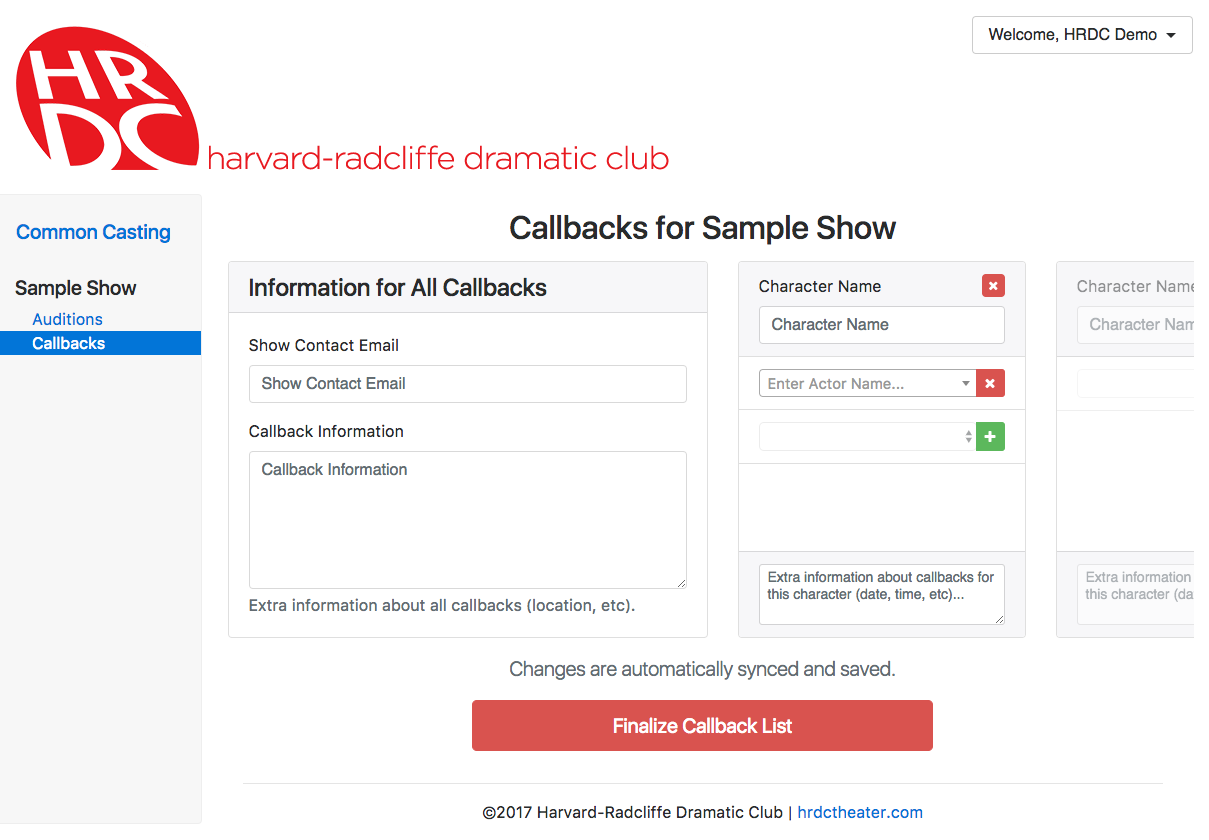 Welcome, HRDC Demo
HR
DC
harvard-radcliffe dramatic club
Common Casting
Sample Show
Auditions
Callbacks
Callbacks for Sample Show
Information for All Callbacks
Show Contact Email
Show Contact Email
Callback Information
Callback Information
Extra information about all callbacks (location, etc).
Character Name
Character Name
Enter Actor Name...
Extra information about callbacks for
this character (date, time, etc)...
Character Name
Character Nam
Extra information
this character (da
Changes are automatically synced and saved.
Finalize Callback List
©2017 Harvard-Radcliffe Dramatic Club | hrdctheater.com